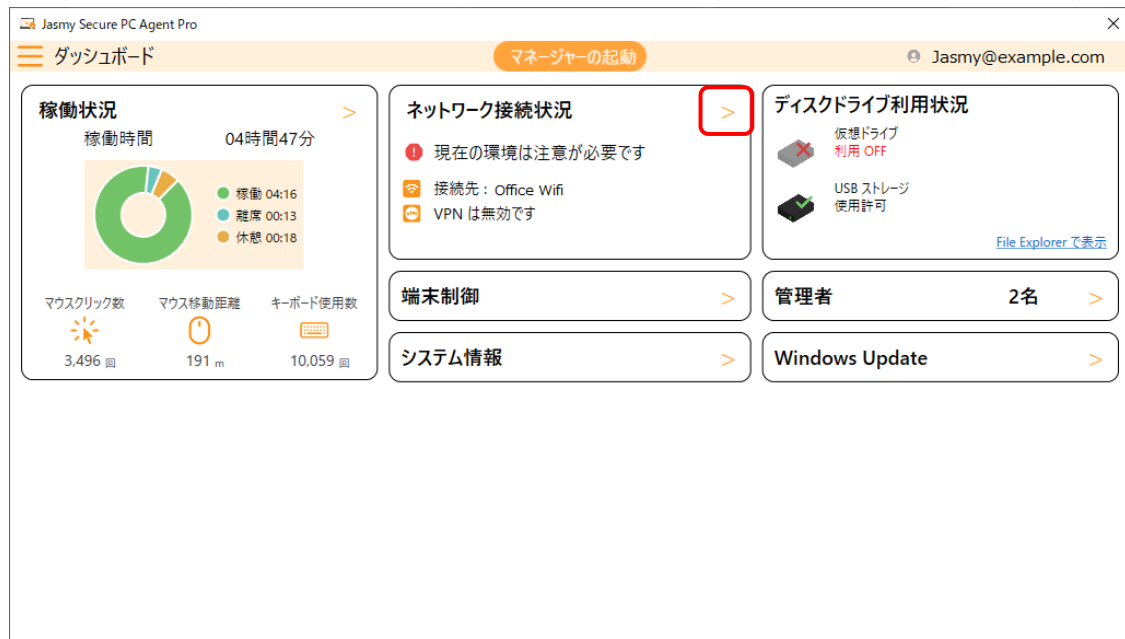 Jasmy Secure PC Agent Pro
ダッシュボード
マネージャーの起動
Jasmy@example.com
稼働状況 >
稼働時間 04時間47分
稼働 04:16
離席 00:13
休憩 00:18
マウスクリック数 マウス移動距離 キーボード使用数
3,496 回 191 m 10,059 回
ネットワーク接続状況 >
現在の環境は注意が必要です
接続先：Office Wifi
VPN VPN は無効です
ディスクドライブ利用状況
仮想ドライブ
利用 OFF
USB ストレージ
使用許可
File Explorer で表示
端末制御 >
管理者 2名 >
システム情報 >
Windows Update >